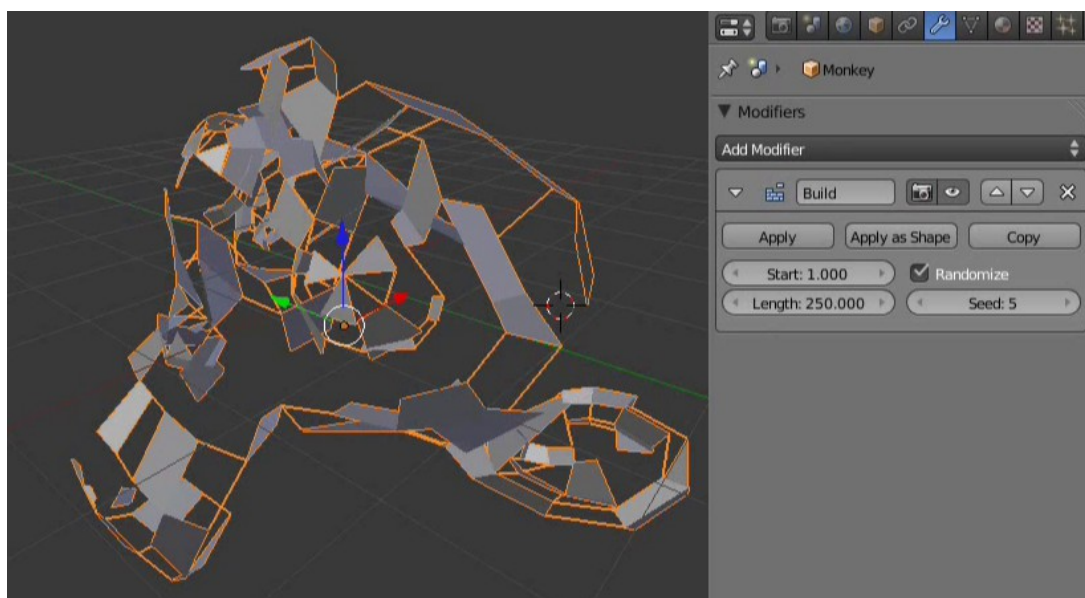 Monkey
Modifiers
Add Modifier
Build
Apply Apply as Shape Copy
Start: 1.000 Randomize
Length: 250.000 Seed: 5